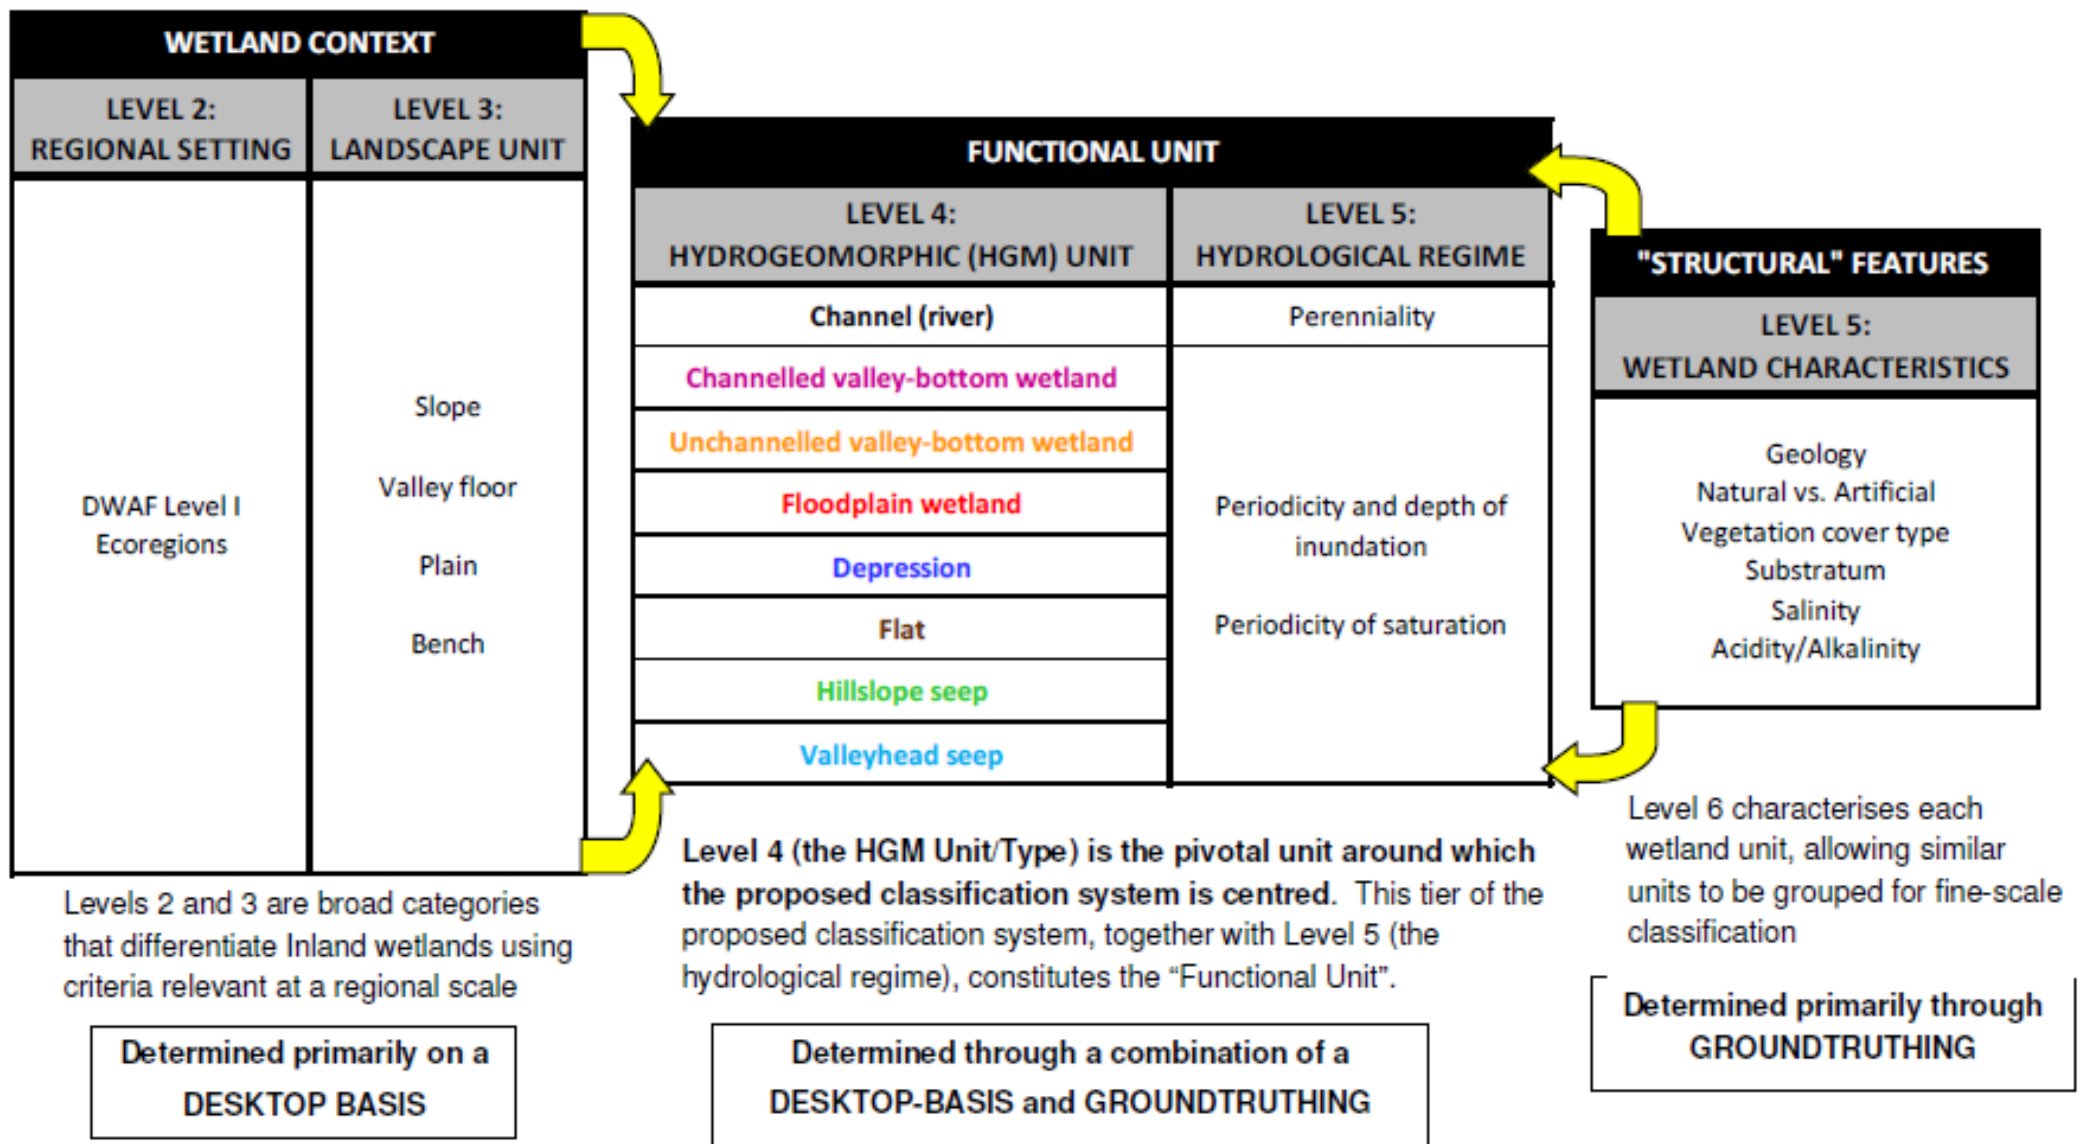 WETLAND CONTEXT
LEVEL 2:
REGIONAL SETTING
LEVEL 3:
LANDSCAPE UNIT
DWAF Level I
Ecoregions
Slope
Valley floor
Plain
Bench
Levels 2 and 3 are broad categories
that differentiate Inland wetlands using
criteria relevant at a regional scale
Determined primarily on a
DESKTOP BASIS
FUNCTIONAL UNIT
LEVEL 4:
HYDROGEOMORPHIC (HGM) UNIT
LEVEL 5:
HYDROLOGICAL REGIME
Channel (river)
Perenniality
Channelled valley-bottom wetland
Unchannelled valley-bottom wetland
Floodplain wetland
Depression
Flat
Hillslope seep
Valleyhead seep
Periodicity and depth of
inundation
Periodicity of saturation
Level 4 (the HGM Unit/Type) is the pivotal unit around which
the proposed classification system is centred. This tier of the
proposed classification system, together with Level 5 (the
hydrological regime), constitutes the “Functional Unit”.
Determined through a combination of a
DESKTOP-BASIS and GROUNDTRUTHING
"STRUCTURAL" FEATURES
LEVEL 5:
WETLAND CHARACTERISTICS
Geology
Natural vs. Artificial
Vegetation cover type
Substratum
Salinity
Acidity/Alkalinity
Level 6 characterises each
wetland unit, allowing similar
units to be grouped for fine-scale
classification
Determined primarily through
GROUNDTRUTHING